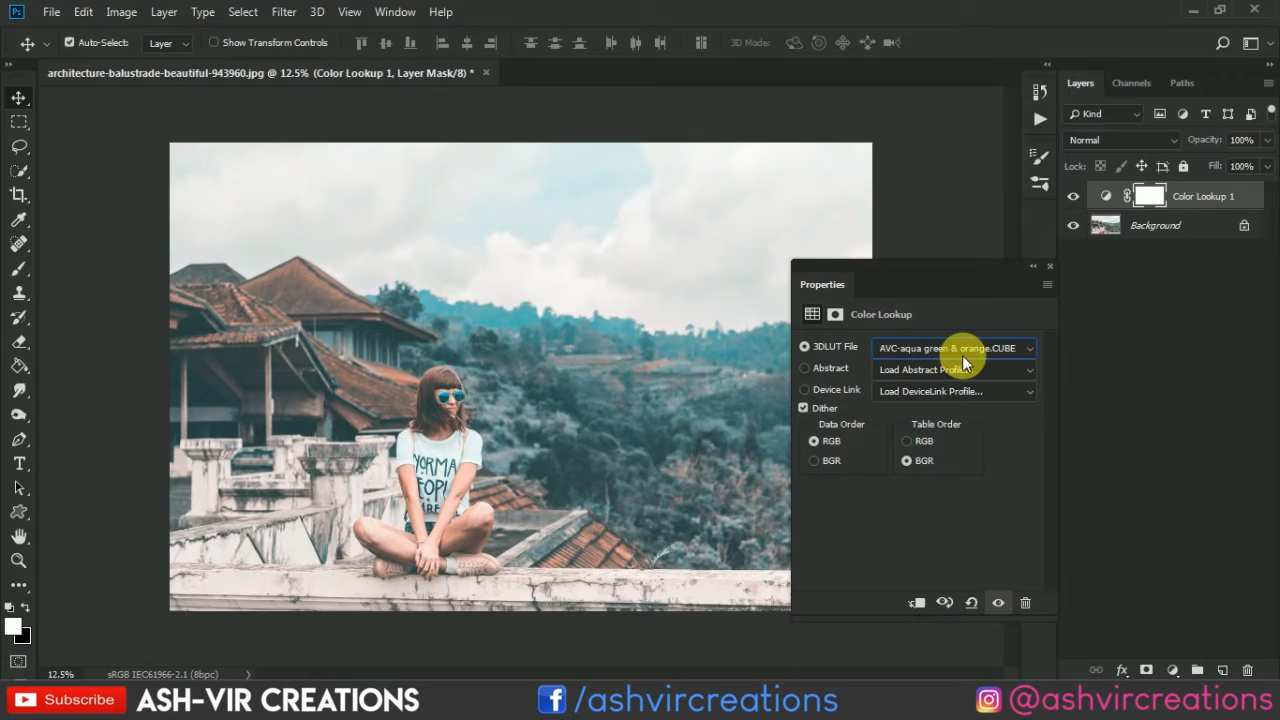 Ps File Edit Image Layer Type Select Filter 3D View Window Help
Auto-Select: Layer Show Transform Controls 3D Mode:
architecture-balustrade-beautiful-943960.jpg @ 12.5% (Color Lookup 1, Layer Mask/8) *
Layers Channels Paths
Kind
Normal Opacity: 100%
Lock: Fill: 100%
Color Lookup 1
Background
Properties
Color Lookup
3DLUT File AVC-aqua green & orange.CUBE
Abstract Load Abstract Profile...
Device Link Load DeviceLink Profile...
Dither
Data Order Table Order
RGB RGB
BGR BGR
NORMAL
PEOPLE
12.5% sRGB IEC61966-2.1 (8bpc)
Subscribe ASH-VIR CREATIONS /ashvircreations @ashvircreations